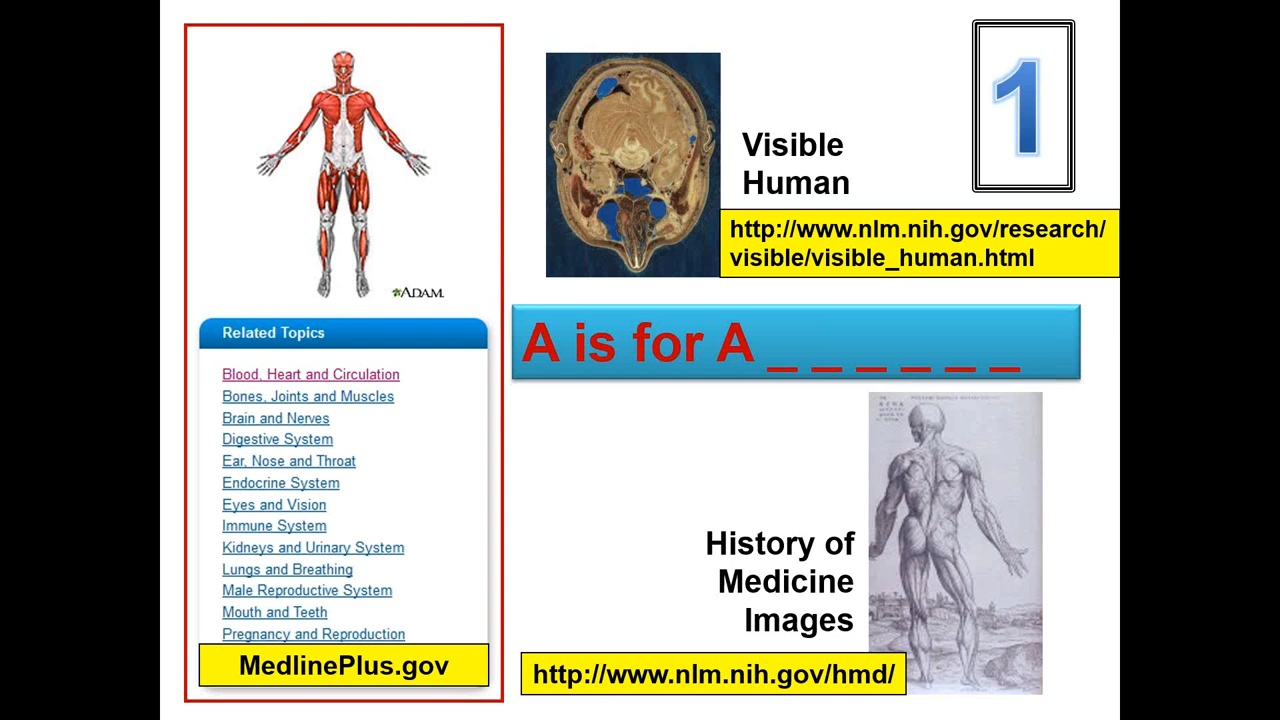 ADAM.
Related Topics
Blood, Heart and Circulation
Bones, Joints and Muscles
Brain and Nerves
Digestive System
Ear, Nose and Throat
Endocrine System
Eyes and Vision
Immune System
Kidneys and Urinary System
Lungs and Breathing
Male Reproductive System
Mouth and Teeth
Pregnancy and Reproduction
MedlinePlus.gov
Visible
Human
1
http://www.nlm.nih.gov/research/
visible/visible_human.html
A is for A _ _ _ _ _ _
History of
Medicine
Images
http://www.nlm.nih.gov/hmd/